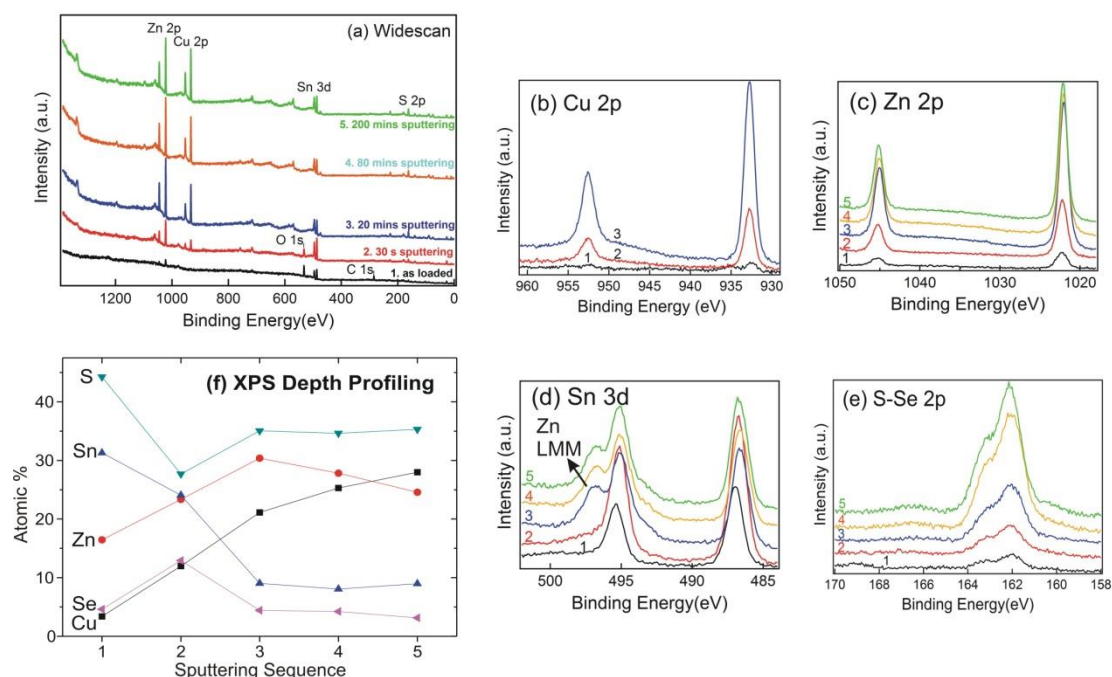 (a) Widescan
Zn 2p
Cu 2p
Sn 3d
S 2p
5. 200 mins sputtering
4. 80 mins sputtering
3. 20 mins sputtering
O 1s
2. 30 s sputtering
C 1s
1. as loaded
Intensity (a.u.)
1200 1000 800 600 400 200 0
Binding Energy(eV)
(b) Cu 2p
Intensity (a.u.)
3
1
2
960 955 950 945 940 935 930
Binding Energy(eV)
(c) Zn 2p
Intensity (a.u.)
5
4
3
2
1
1050 1040 1030 1020
Binding Energy(eV)
(f) XPS Depth Profiling
S
Sn
Zn
Se
Cu
Atomic %
40
30
20
10
0
1 2 3 4 5
Sputtering Sequence
(d) Sn 3d
Zn
LMM
Intensity (a.u.)
5
4
3
2
1
500 495 490 485
Binding Energy(eV)
(e) S-Se 2p
Intensity (a.u.)
5
4
3
2
1
170 168 166 164 162 160 158
Binding Energy(eV)